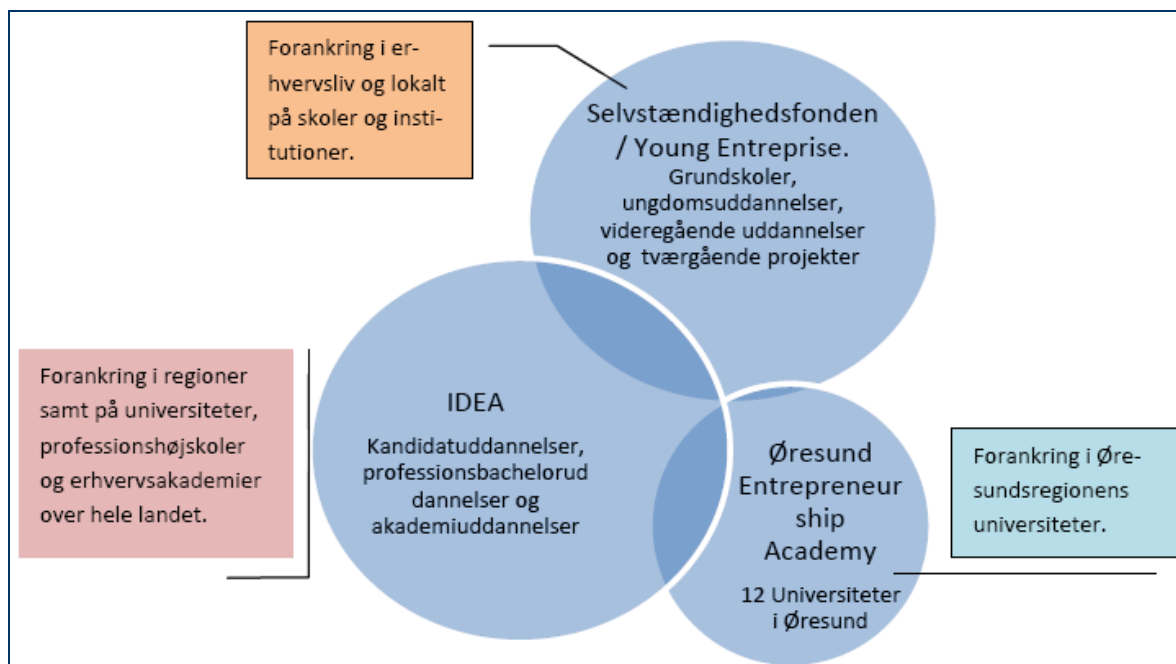 Forankring i er-
hvervsliv og lokalt
på skoler og insti-
tutioner.
Selvstændighedsfonden
/ Young Entreprise.
Grundskoler,
ungdomsuddannelser,
videregående uddannelser
og tværgående projekter
Forankring i regioner
samt på universiteter,
professionshøjskoler
og erhvervsakademier
over hele landet.
IDEA
Kandidatuddannelser,
professionsbachelorud
dannelser og
akademiuddannelser
Øresund
Entrepreneur
ship
Academy
12 Universiteter
i Øresund
Forankring i Øre-
sundsregionens
universiteter.